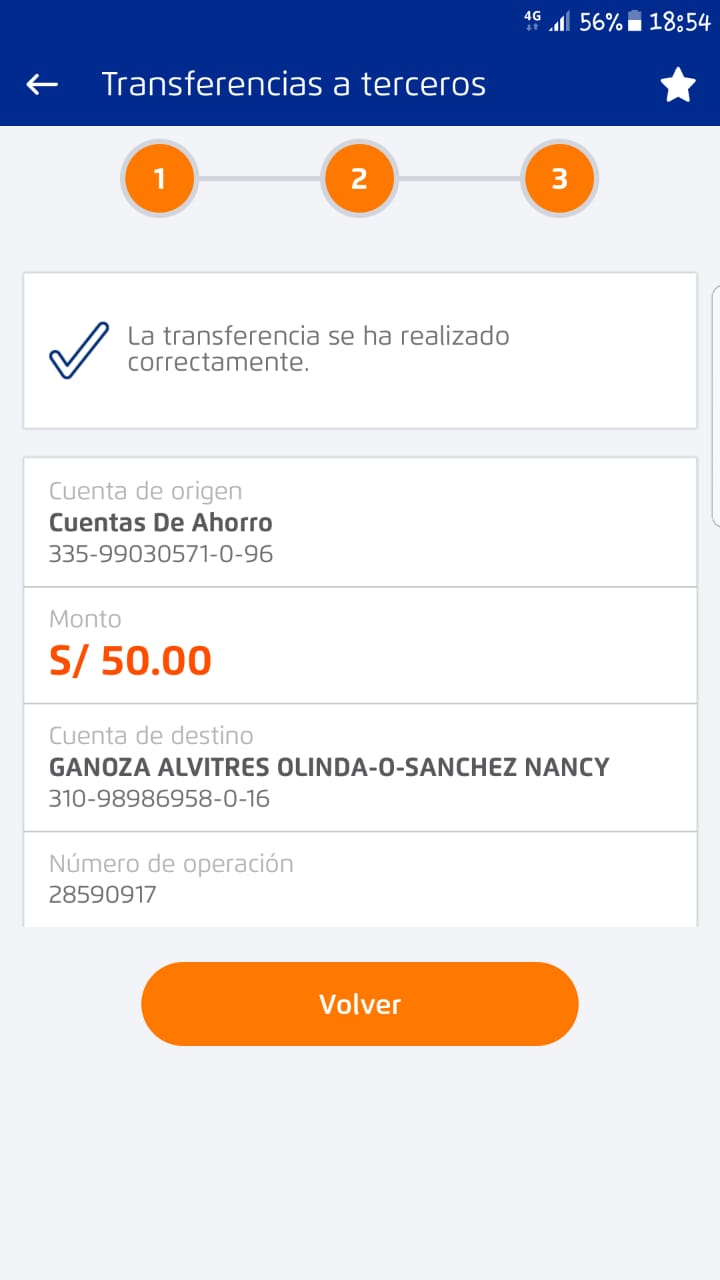 4G 56% 18:54
Transferencias a terceros
1 2 3
La transferencia se ha realizado
correctamente.
Cuenta de origen
Cuentas De Ahorro
335-99030571-0-96
Monto
S/ 50.00
Cuenta de destino
GANOZA ALVITRES OLINDA-O-SANCHEZ NANCY
310-98986958-0-16
Número de operación
28590917
Volver